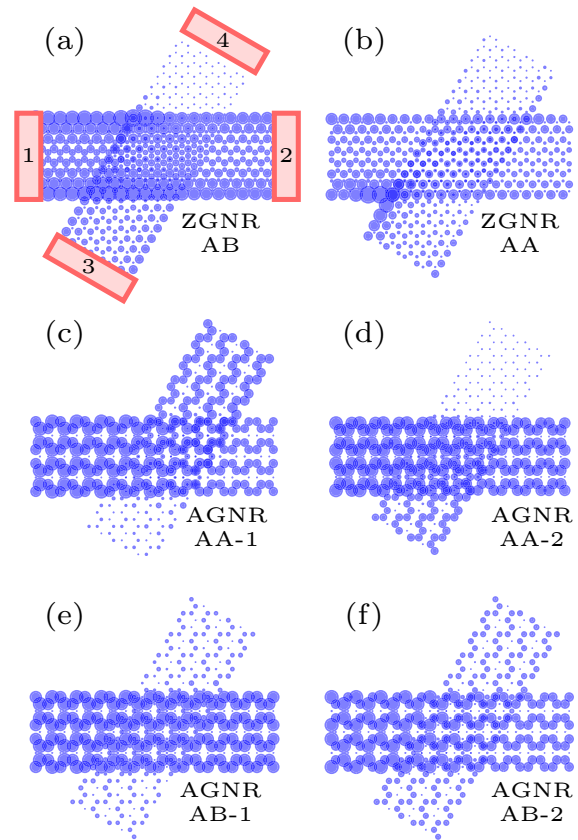 (a)
4
(b)
1
2
3
ZGNR
AB
ZGNR
AA
(c)
(d)
AGNR
AA-1
AGNR
AA-2
(e)
(f)
AGNR
AB-1
AGNR
AB-2